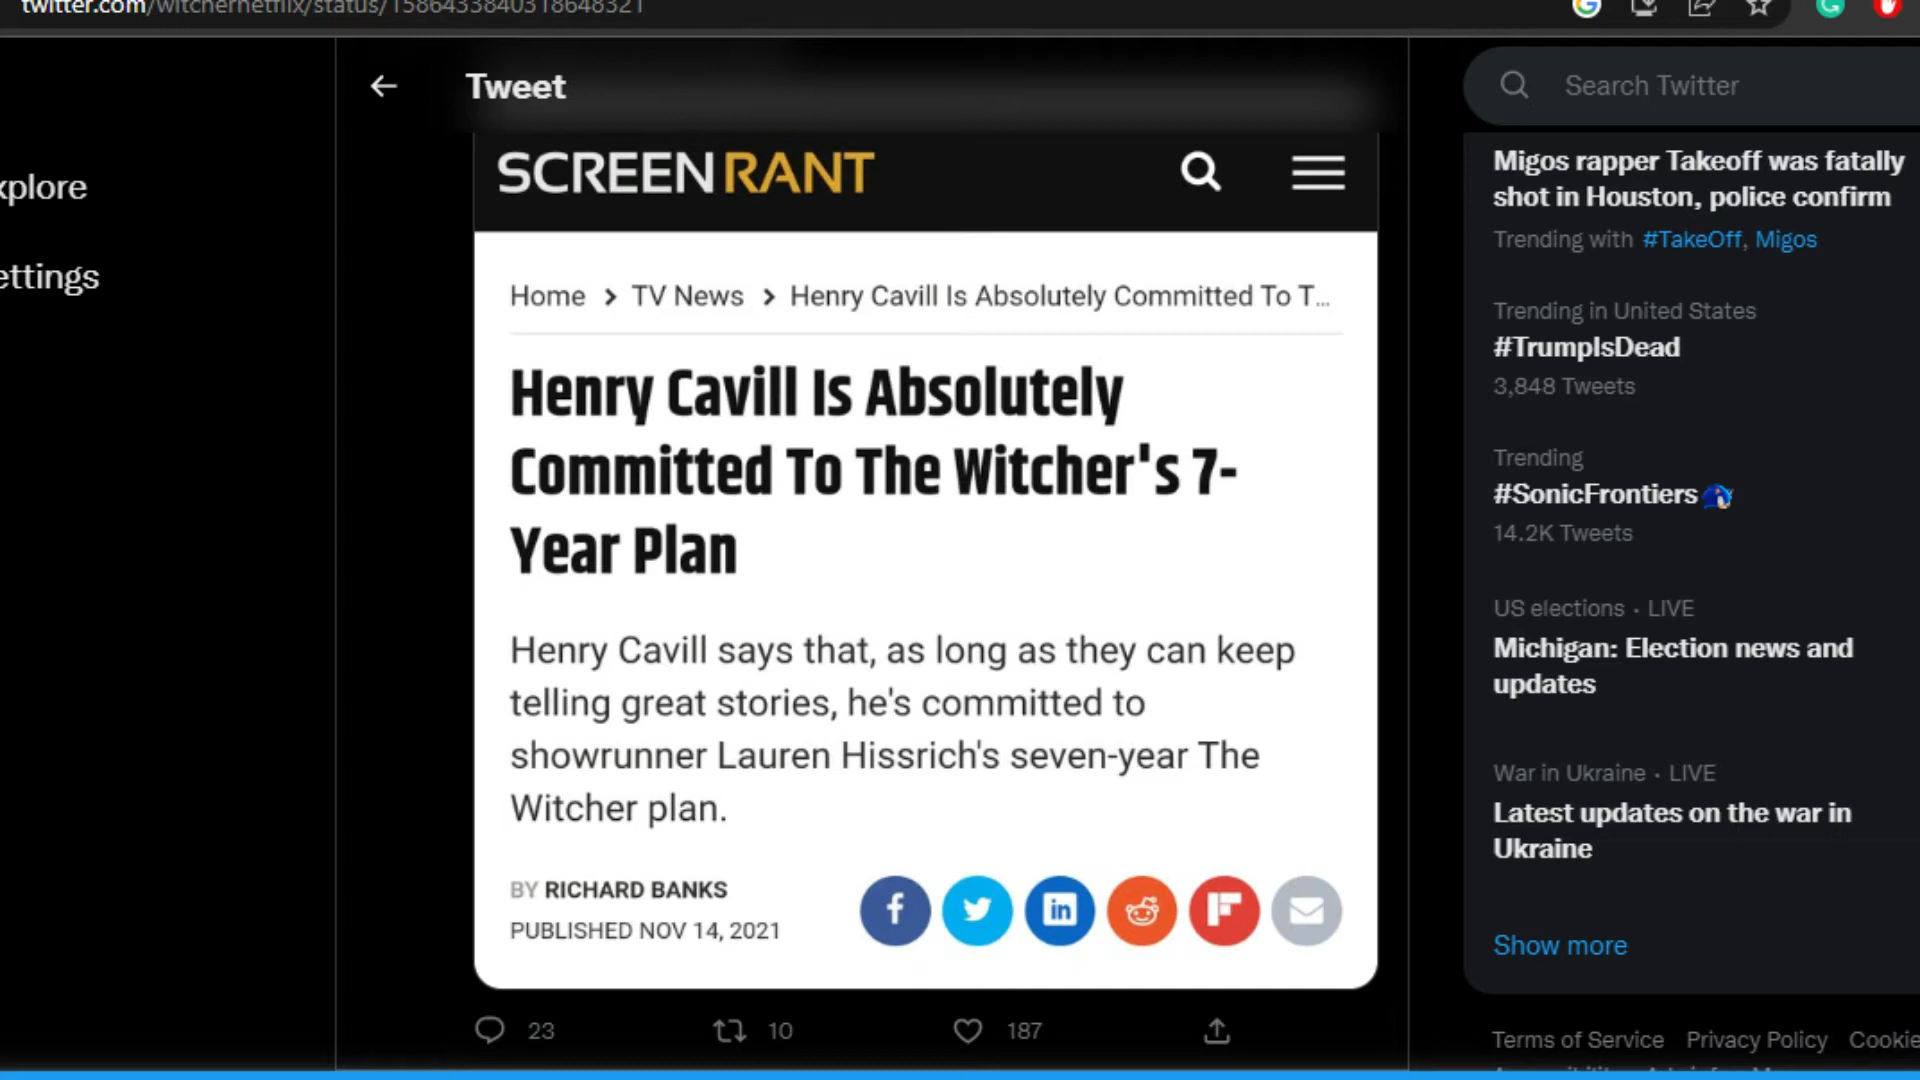 twitter.com/witchernetflix/status/1586433840318648321
Tweet
Search Twitter
xplore
ettings
SCREENRANT
Home > TV News > Henry Cavill Is Absolutely Committed To T...
Henry Cavill Is Absolutely
Committed To The Witcher's 7-
Year Plan
Henry Cavill says that, as long as they can keep
telling great stories, he's committed to
showrunner Lauren Hissrich's seven-year The
Witcher plan.
BY RICHARD BANKS
PUBLISHED NOV 14, 2021
23 10 187
Migos rapper Takeoff was fatally
shot in Houston, police confirm
Trending with #TakeOff, Migos
Trending in United States
#TrumpIsDead
3,848 Tweets
Trending
#SonicFrontiers
14.2K Tweets
US elections · LIVE
Michigan: Election news and
updates
War in Ukraine · LIVE
Latest updates on the war in
Ukraine
Show more
Terms of Service Privacy Policy Cookie